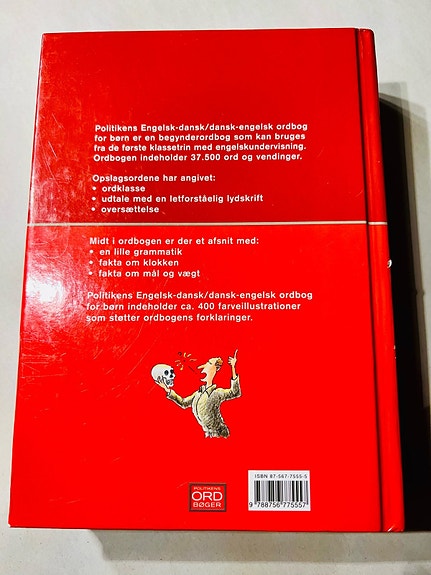 Politikens Engelsk-dansk/dansk-engelsk ordbog
for børn er en begynderordbog som kan bruges
fra de første klassetrin med engelskundervisning.
Ordbogen indeholder 37.500 ord og vendinger.
Opslagsordene har angivet:
• ordklasse
• udtale med en letforståelig lydskrift
• oversættelse
Midt i ordbogen er der et afsnit med:
• en lille grammatik
• fakta om klokken
• fakta om mål og vægt
Politikens Engelsk-dansk/dansk-engelsk ordbog
for børn indeholder ca. 400 farveillustrationer
som støtter ordbogens forklaringer.
POLITIKENS
ORD
BØGER
ISBN 87-567-7555-5
9 788756 775557